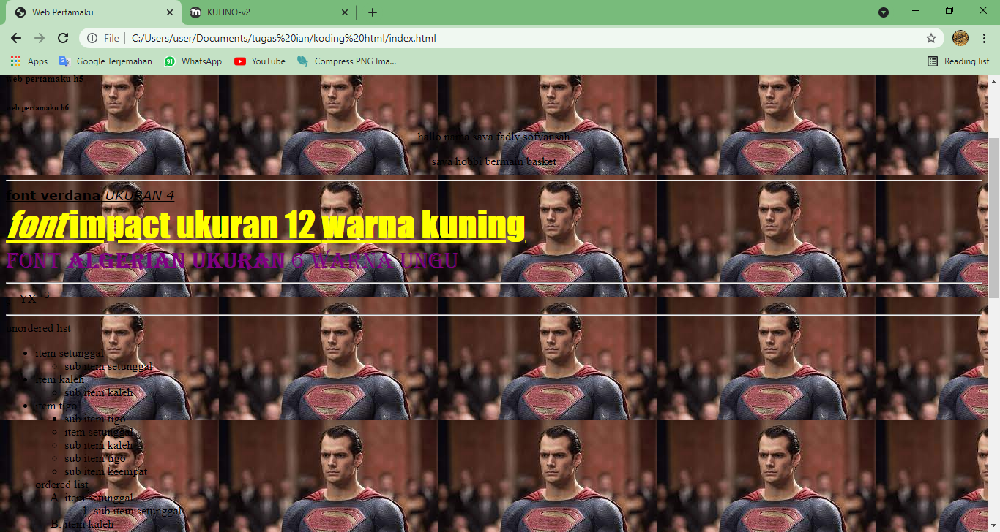 Web Pertamaku
KULINO-v2
File
C:/Users/user/Documents/tugas%20ian/koding%20html/index.html
Apps
Google Terjemahan
91
WhatsApp
YouTube
Compress PNG Ima...
Reading list
web pertamaku h5
web pertamaku h6
hallo nama saya fadly sofyansah
saya hobbi bermain basket
font verdana UKURAN 4
font impact ukuran 12 warna kuning
FONT ALGERIAN UKURAN 6 WARNA UNGU
unordered list
item setunggal
sub item setunggal
item kaleh
sub item kaleh
item tigo
sub item tigo
item setunggal
sub item kaleh
sub item tigo
sub item keempat
ordered list
A. item setunggal
1. sub item setunggal
B. item kaleh